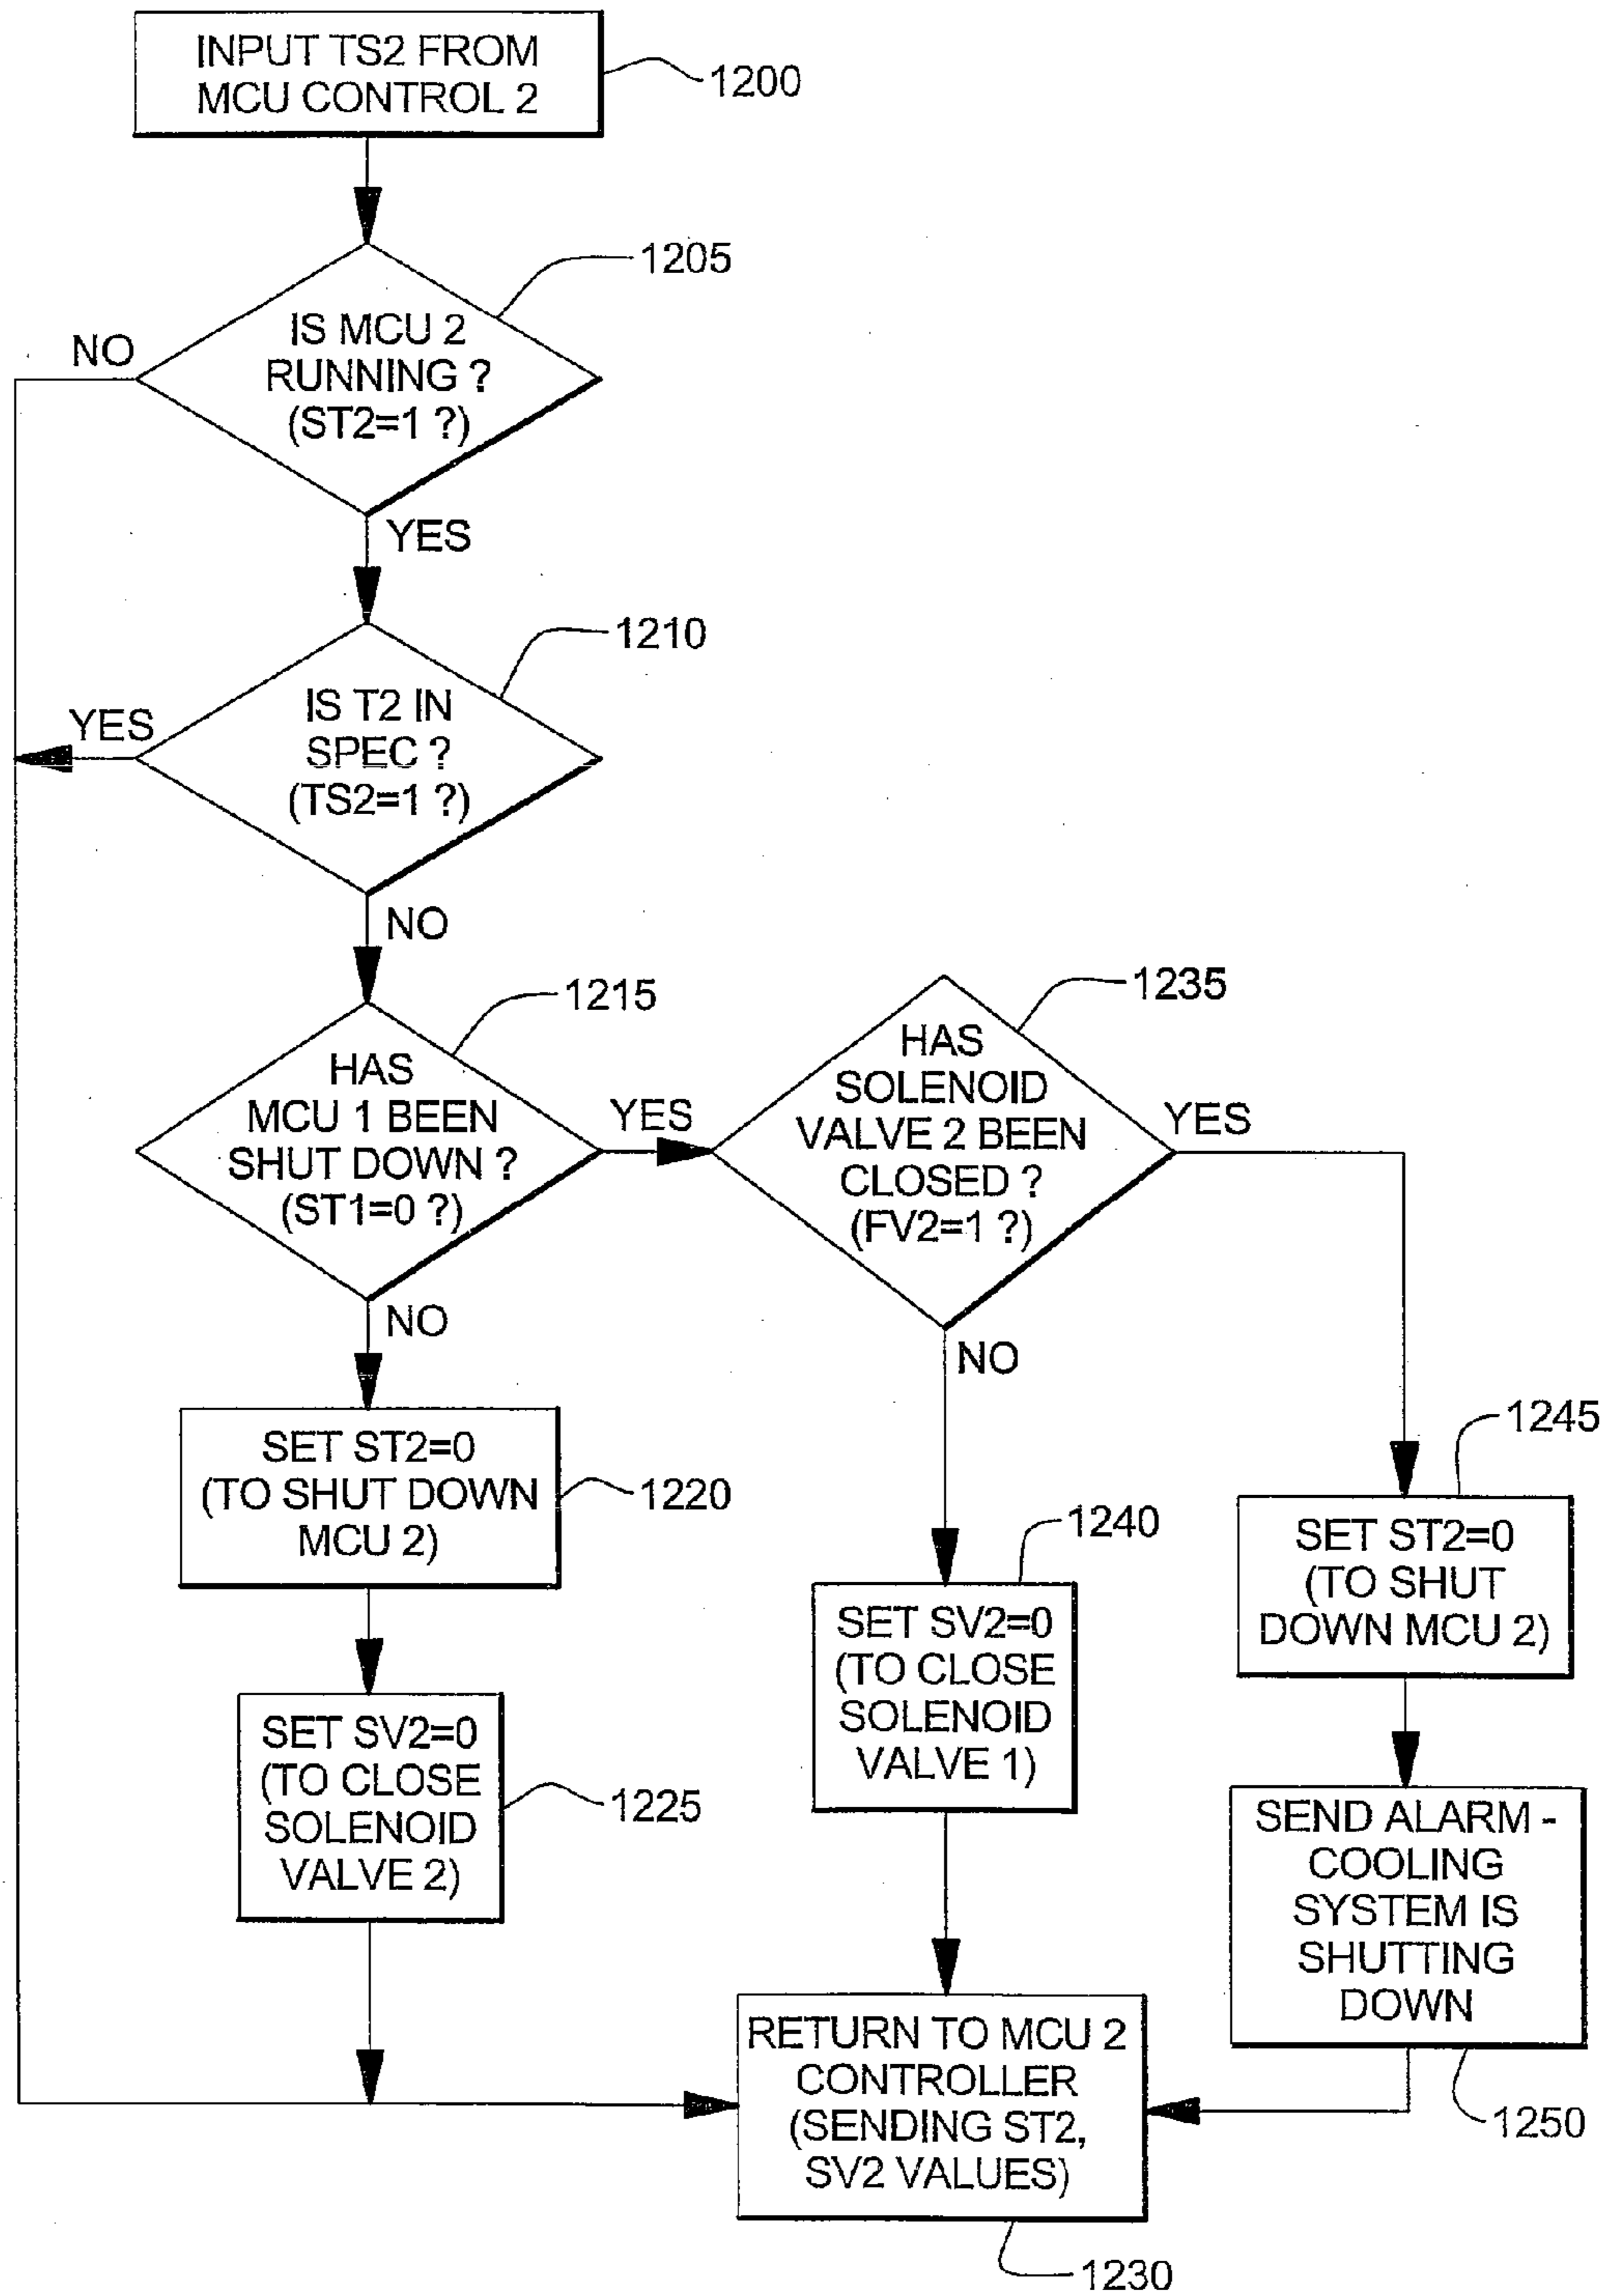 INPUT TS2 FROM
MCU CONTROL 2
1200
1205
IS MCU 2
RUNNING ?
(ST2=1 ?)
NO
YES
1210
IS T2 IN
SPEC ?
(TS2=1 ?)
YES
NO
1215
HAS
MCU 1 BEEN
SHUT DOWN ?
(ST1=0 ?)
YES
NO
1235
HAS
SOLENOID
VALVE 2 BEEN
CLOSED ?
(FV2=1 ?)
YES
NO
SET ST2=0
(TO SHUT DOWN
MCU 2)
1220
SET SV2=0
(TO CLOSE
SOLENOID
VALVE 2)
1225
1240
SET SV2=0
(TO CLOSE
SOLENOID
VALVE 1)
1245
SET ST2=0
(TO SHUT
DOWN MCU 2)
SEND ALARM -
COOLING
SYSTEM IS
SHUTTING
DOWN
1250
RETURN TO MCU 2
CONTROLLER
(SENDING ST2,
SV2 VALUES)
1230